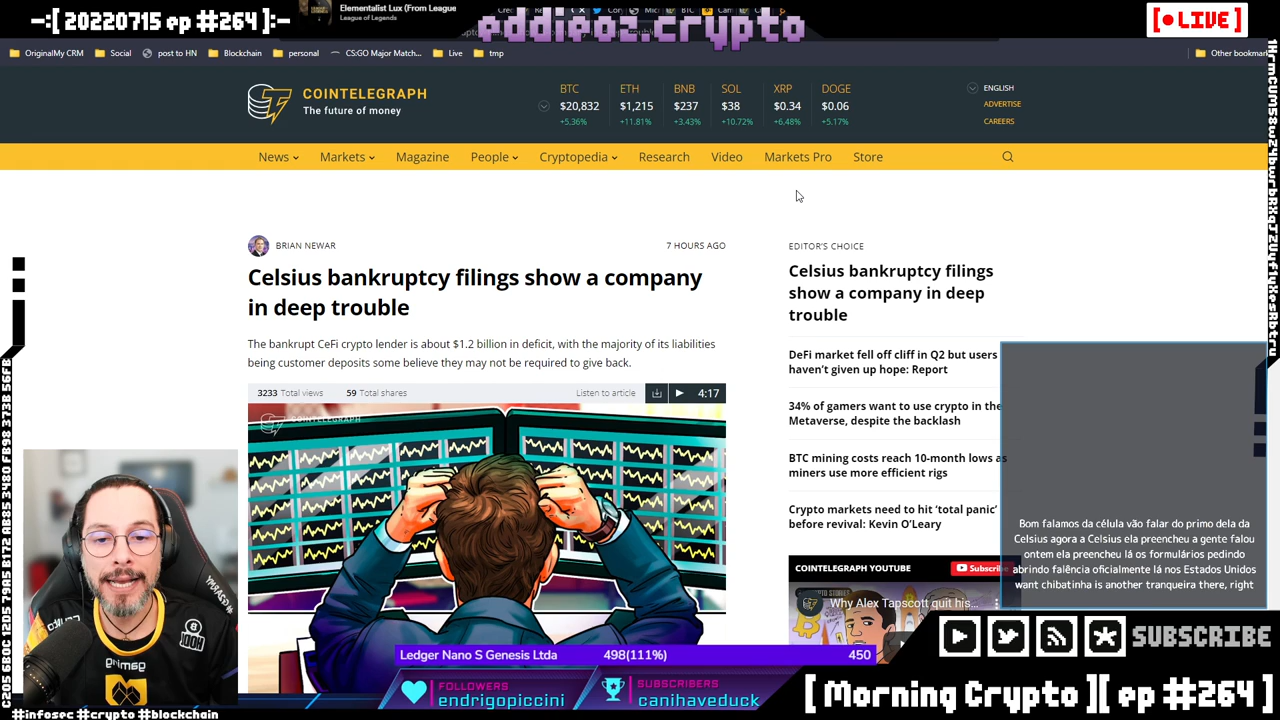 -:[ 20220715 ep #264 ]:-
Elementalist Lux (From League
League of Legends
eddieoz.crypto
[● LIVE]
OriginalMy CRM
Social
post to HN
Blockchain
personal
CS:GO Major Match...
Live
tmp
Other bookmar
COINTELEGRAPH
The future of money
BTC ETH BNB SOL XRP DOGE
$20,832 $1,215 $237 $38 $0.34 $0.06
+5.36% +11.81% +3.43% +10.72% +6.48% +5.17%
ENGLISH
ADVERTISE
CAREERS
News Markets Magazine People Cryptopedia Research Video Markets Pro Store
BRIAN NEWAR
7 HOURS AGO
Celsius bankruptcy filings show a company
in deep trouble
The bankrupt CeFi crypto lender is about $1.2 billion in deficit, with the majority of its liabilities
being customer deposits some believe they may not be required to give back.
3233 Total views
59 Total shares
Listen to article
4:17
COINTELEGRAPH
EDITOR'S CHOICE
Celsius bankruptcy filings
show a company in deep
trouble
DeFi market fell off cliff in Q2 but users
haven't given up hope: Report
34% of gamers want to use crypto in the
Metaverse, despite the backlash
BTC mining costs reach 10-month lows as
miners use more efficient rigs
Crypto markets need to hit 'total panic'
before revival: Kevin O'Leary
COINTELEGRAPH YOUTUBE
Subscribe
Why Alex Tapscott quit his...
Bom falamos da célula vão falar do primo dela da
Celsius agora a Celsius ela preencheu a gente falou
ontem ela preencheu lá os formulários pedindo
abrindo falência oficialmente lá nos Estados Unidos
want chibatinha is another tranqueira there, right
Ledger Nano S Genesis Ltda 498(111%) 450
FOLLOWERS
endrigopiccini
SUBSCRIBERS
canihaveduck
SUBSCRIBE
[ Morning Crypto ][ ep #264 ]
#infosec #crypto #blockchain